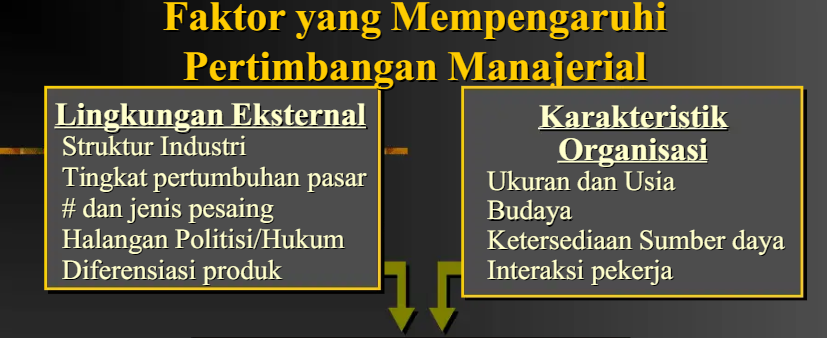 Faktor yang Mempengaruhi
Pertimbangan Manajerial
Lingkungan Eksternal
Struktur Industri
Tingkat pertumbuhan pasar
# dan jenis pesaing
Halangan Politisi/Hukum
Diferensiasi produk
Karakteristik
Organisasi
Ukuran dan Usia
Budaya
Ketersediaan Sumber daya
Interaksi pekerja